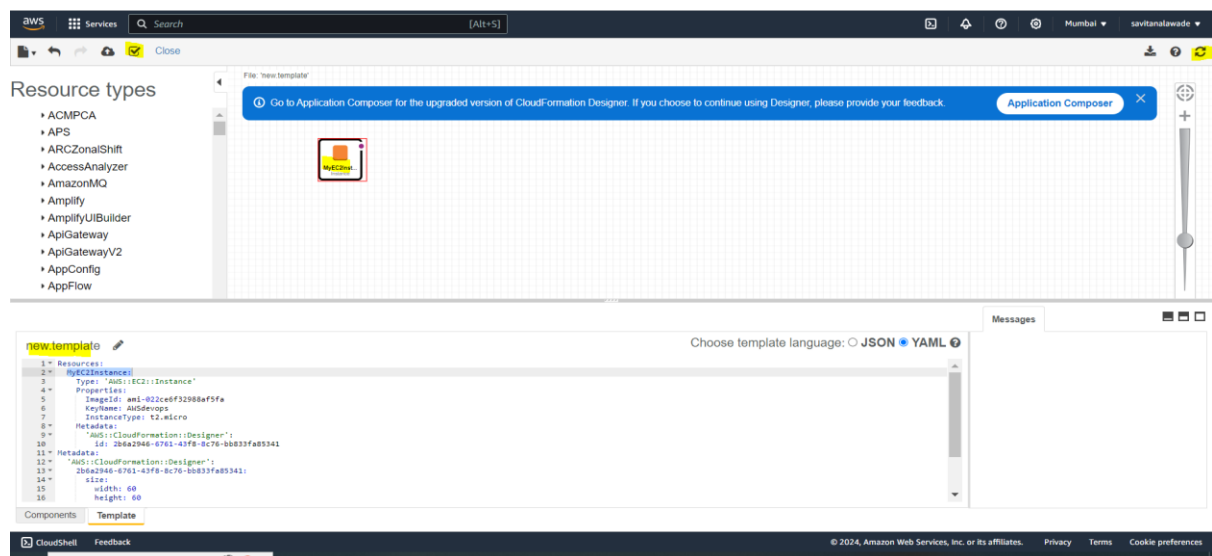 aws Services Search [Alt+S] Mumbai savitanalawade
Close
Resource types
ACMPCA
APS
ARCZonalShift
AccessAnalyzer
AmazonMQ
Amplify
AmplifyUIBuilder
ApiGateway
ApiGatewayV2
AppConfig
AppFlow
File: 'new.template'
Go to Application Composer for the upgraded version of CloudFormation Designer. If you choose to continue using Designer, please provide your feedback. Application Composer
MyEC2Inst...
Messages
new.template Choose template language: JSON YAML
1 Resources:
2 MyEC2Instance:
3 Type: 'AWS::EC2::Instance'
4 Properties:
5 ImageId: ami-022ce6f32988af5fa
6 KeyName: AWSdevops
7 InstanceType: t2.micro
8 Metadata:
9 'AWS::CloudFormation::Designer':
10 id: 2b6a2946-6761-43f8-8c76-bb833fa85341
11 Metadata:
12 'AWS::CloudFormation::Designer':
13 2b6a2946-6761-43f8-8c76-bb833fa85341:
14 size:
15 width: 60
16 height: 60
Components Template
CloudShell Feedback © 2024, Amazon Web Services, Inc. or its affiliates. Privacy Terms Cookie preferences